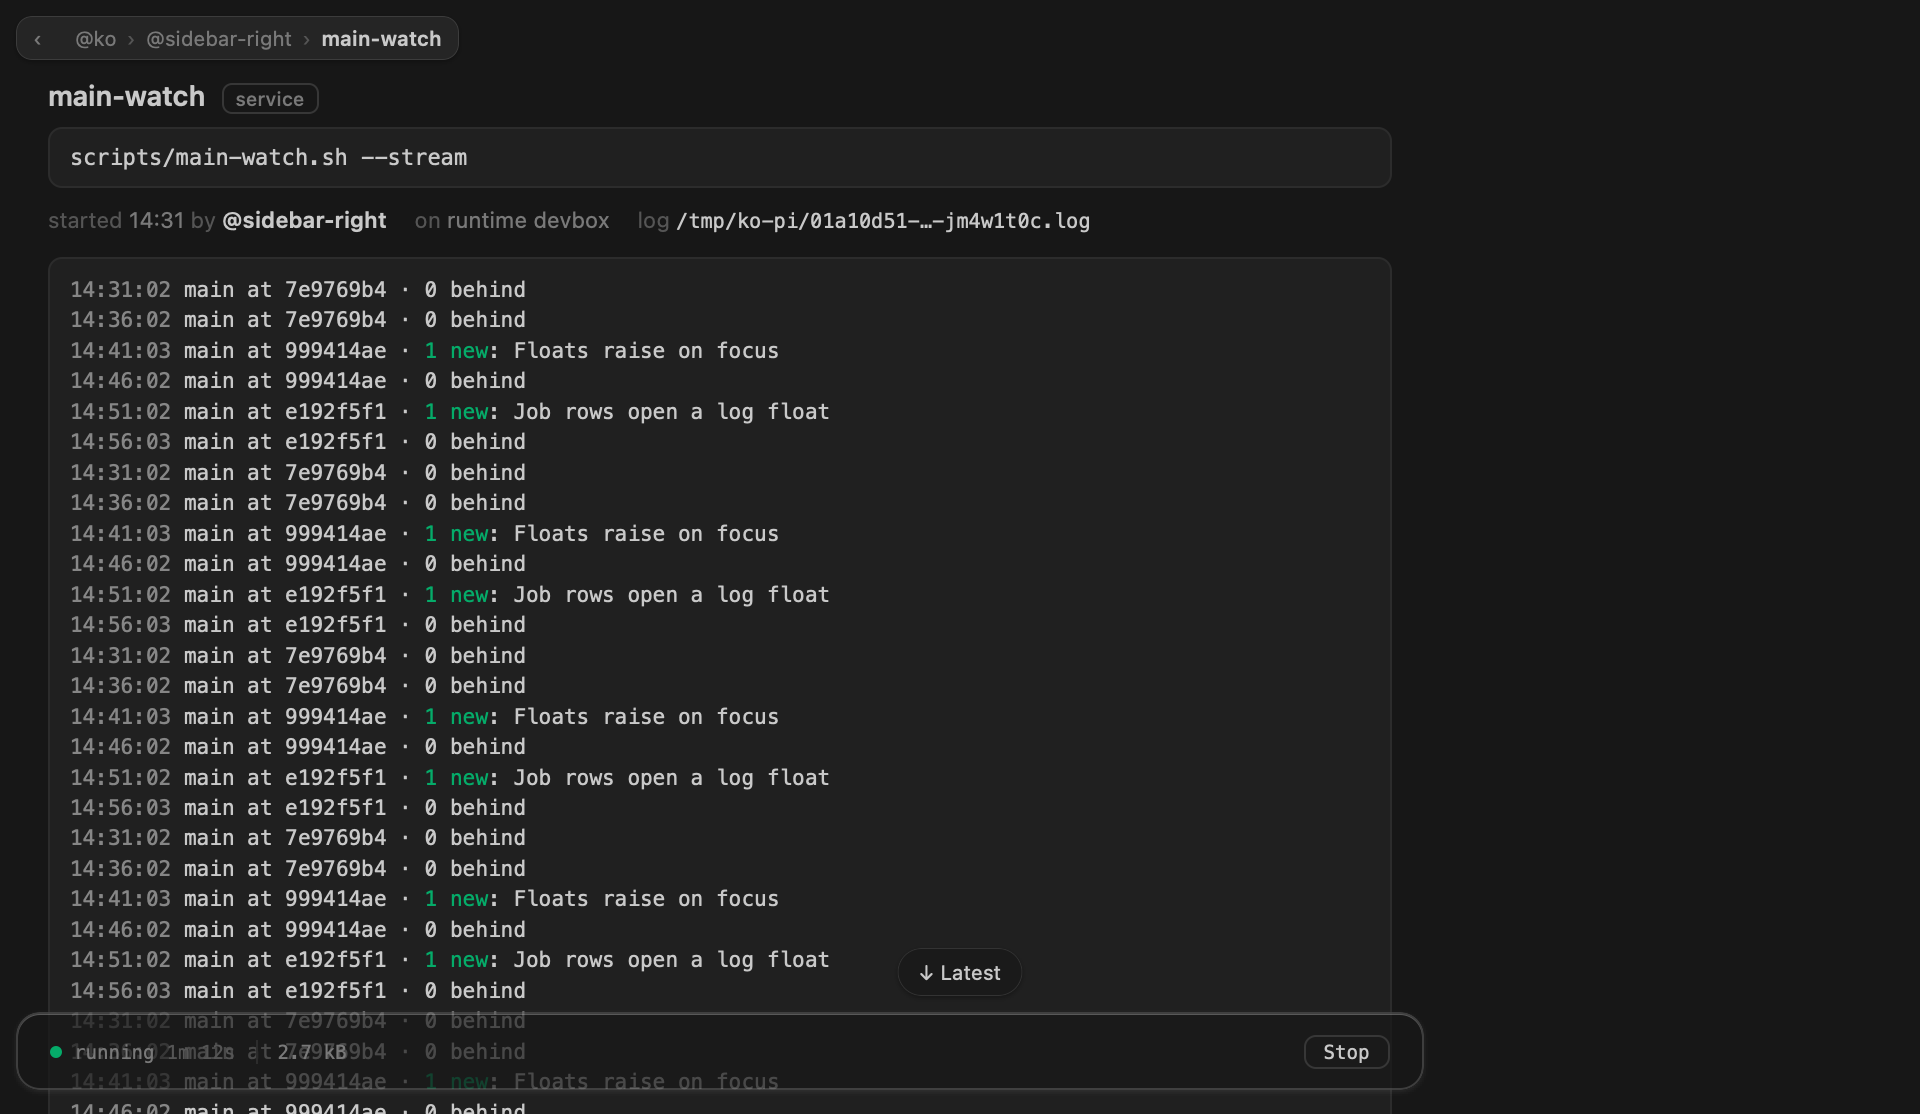 ‹ @ko › @sidebar-right › main-watch
main-watch service
scripts/main-watch.sh --stream
started 14:31 by @sidebar-right on runtime devbox log /tmp/ko-pi/01a10d51-…-jm4w1t0c.log
14:31:02 main at 7e9769b4 · 0 behind
14:36:02 main at 7e9769b4 · 0 behind
14:41:03 main at 999414ae · 1 new: Floats raise on focus
14:46:02 main at 999414ae · 0 behind
14:51:02 main at e192f5f1 · 1 new: Job rows open a log float
14:56:03 main at e192f5f1 · 0 behind
14:31:02 main at 7e9769b4 · 0 behind
14:36:02 main at 7e9769b4 · 0 behind
14:41:03 main at 999414ae · 1 new: Floats raise on focus
14:46:02 main at 999414ae · 0 behind
14:51:02 main at e192f5f1 · 1 new: Job rows open a log float
14:56:03 main at e192f5f1 · 0 behind
14:31:02 main at 7e9769b4 · 0 behind
14:36:02 main at 7e9769b4 · 0 behind
14:41:03 main at 999414ae · 1 new: Floats raise on focus
14:46:02 main at 999414ae · 0 behind
14:51:02 main at e192f5f1 · 1 new: Job rows open a log float
14:56:03 main at e192f5f1 · 0 behind
14:31:02 main at 7e9769b4 · 0 behind
14:36:02 main at 7e9769b4 · 0 behind
14:41:03 main at 999414ae · 1 new: Floats raise on focus
14:46:02 main at 999414ae · 0 behind
14:51:02 main at e192f5f1 · 1 new: Job rows open a log float
↓ Latest
14:56:03 main at e192f5f1 · 0 behind
14:31:02 main at 7e9769b4 · 0 behind
14:36:02 main at 7e9769b4 · 0 behind
running 1m 12s 2.7 kB Stop
14:41:03 main at 999414ae · 1 new: Floats raise on focus
14:46:02 main at 999414ae · 0 behind